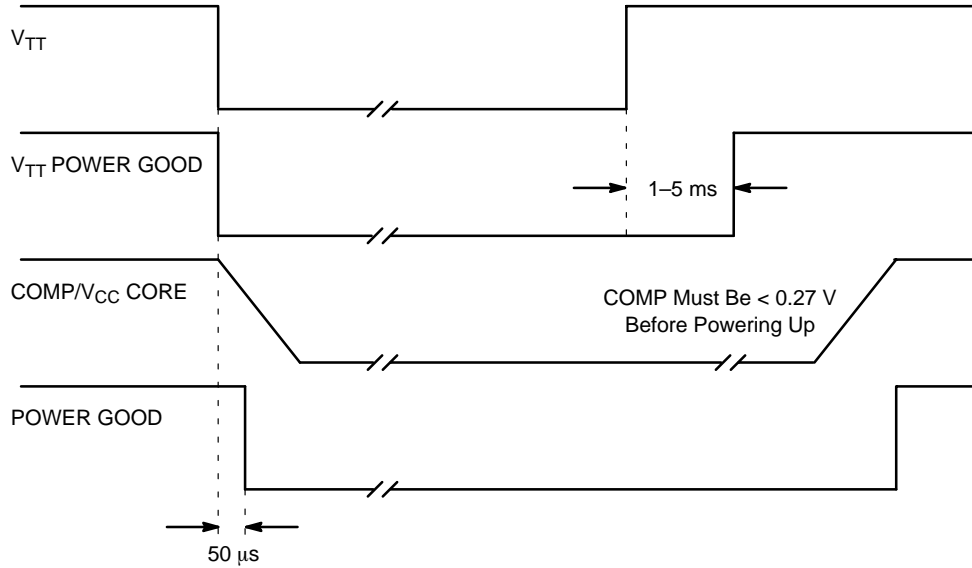 VTT
VTT POWER GOOD
1–5 ms
COMP/VCC CORE
COMP Must Be < 0.27 V
Before Powering Up
POWER GOOD
50 μs